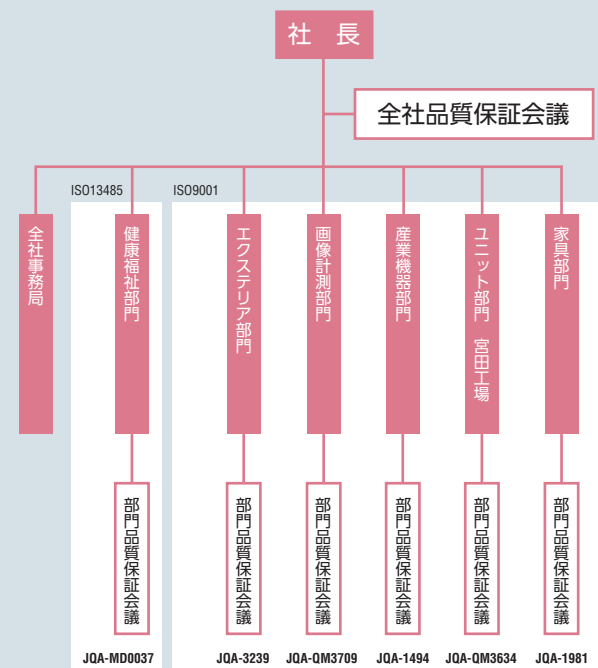 社 長
全社品質保証会議
ISO13485
ISO9001
全社事務局
健康福祉部門
エクステリア部門
画像計測部門
産業機器部門
ユニット部門 宮田工場
家具部門
部門品質保証会議
部門品質保証会議
部門品質保証会議
部門品質保証会議
部門品質保証会議
部門品質保証会議
JQA-MD0037
JQA-3239
JQA-QM3709
JQA-1494
JQA-QM3634
JQA-1981